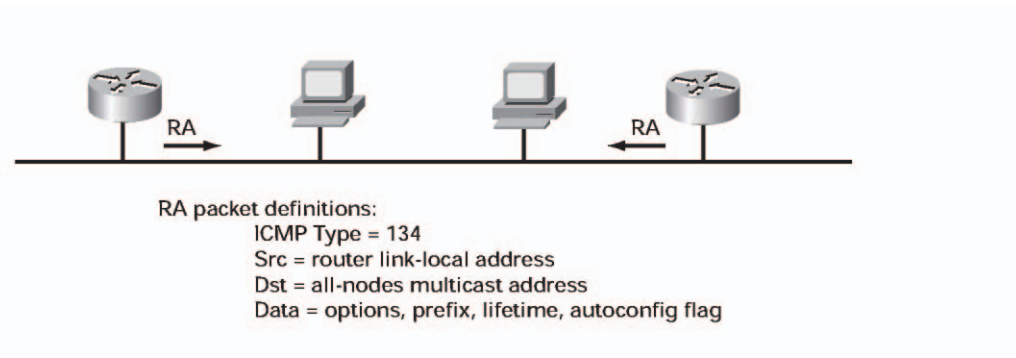 RA
RA
RA packet definitions:
ICMP Type = 134
Src = router link-local address
Dst = all-nodes multicast address
Data = options, prefix, lifetime, autoconfig flag